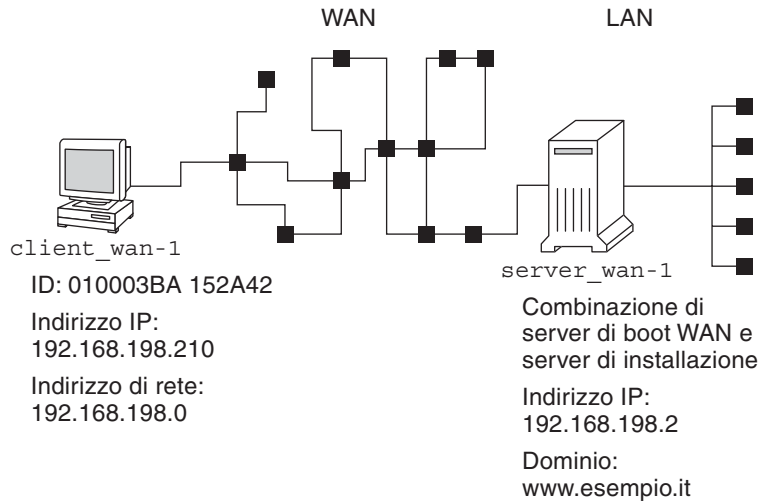 WAN
LAN
client_wan-1
ID: 010003BA 152A42
Indirizzo IP:
192.168.198.210
Indirizzo di rete:
192.168.198.0
server_wan-1
Combinazione di
server di boot WAN e
server di installazione
Indirizzo IP:
192.168.198.2
Dominio:
www.esempio.it